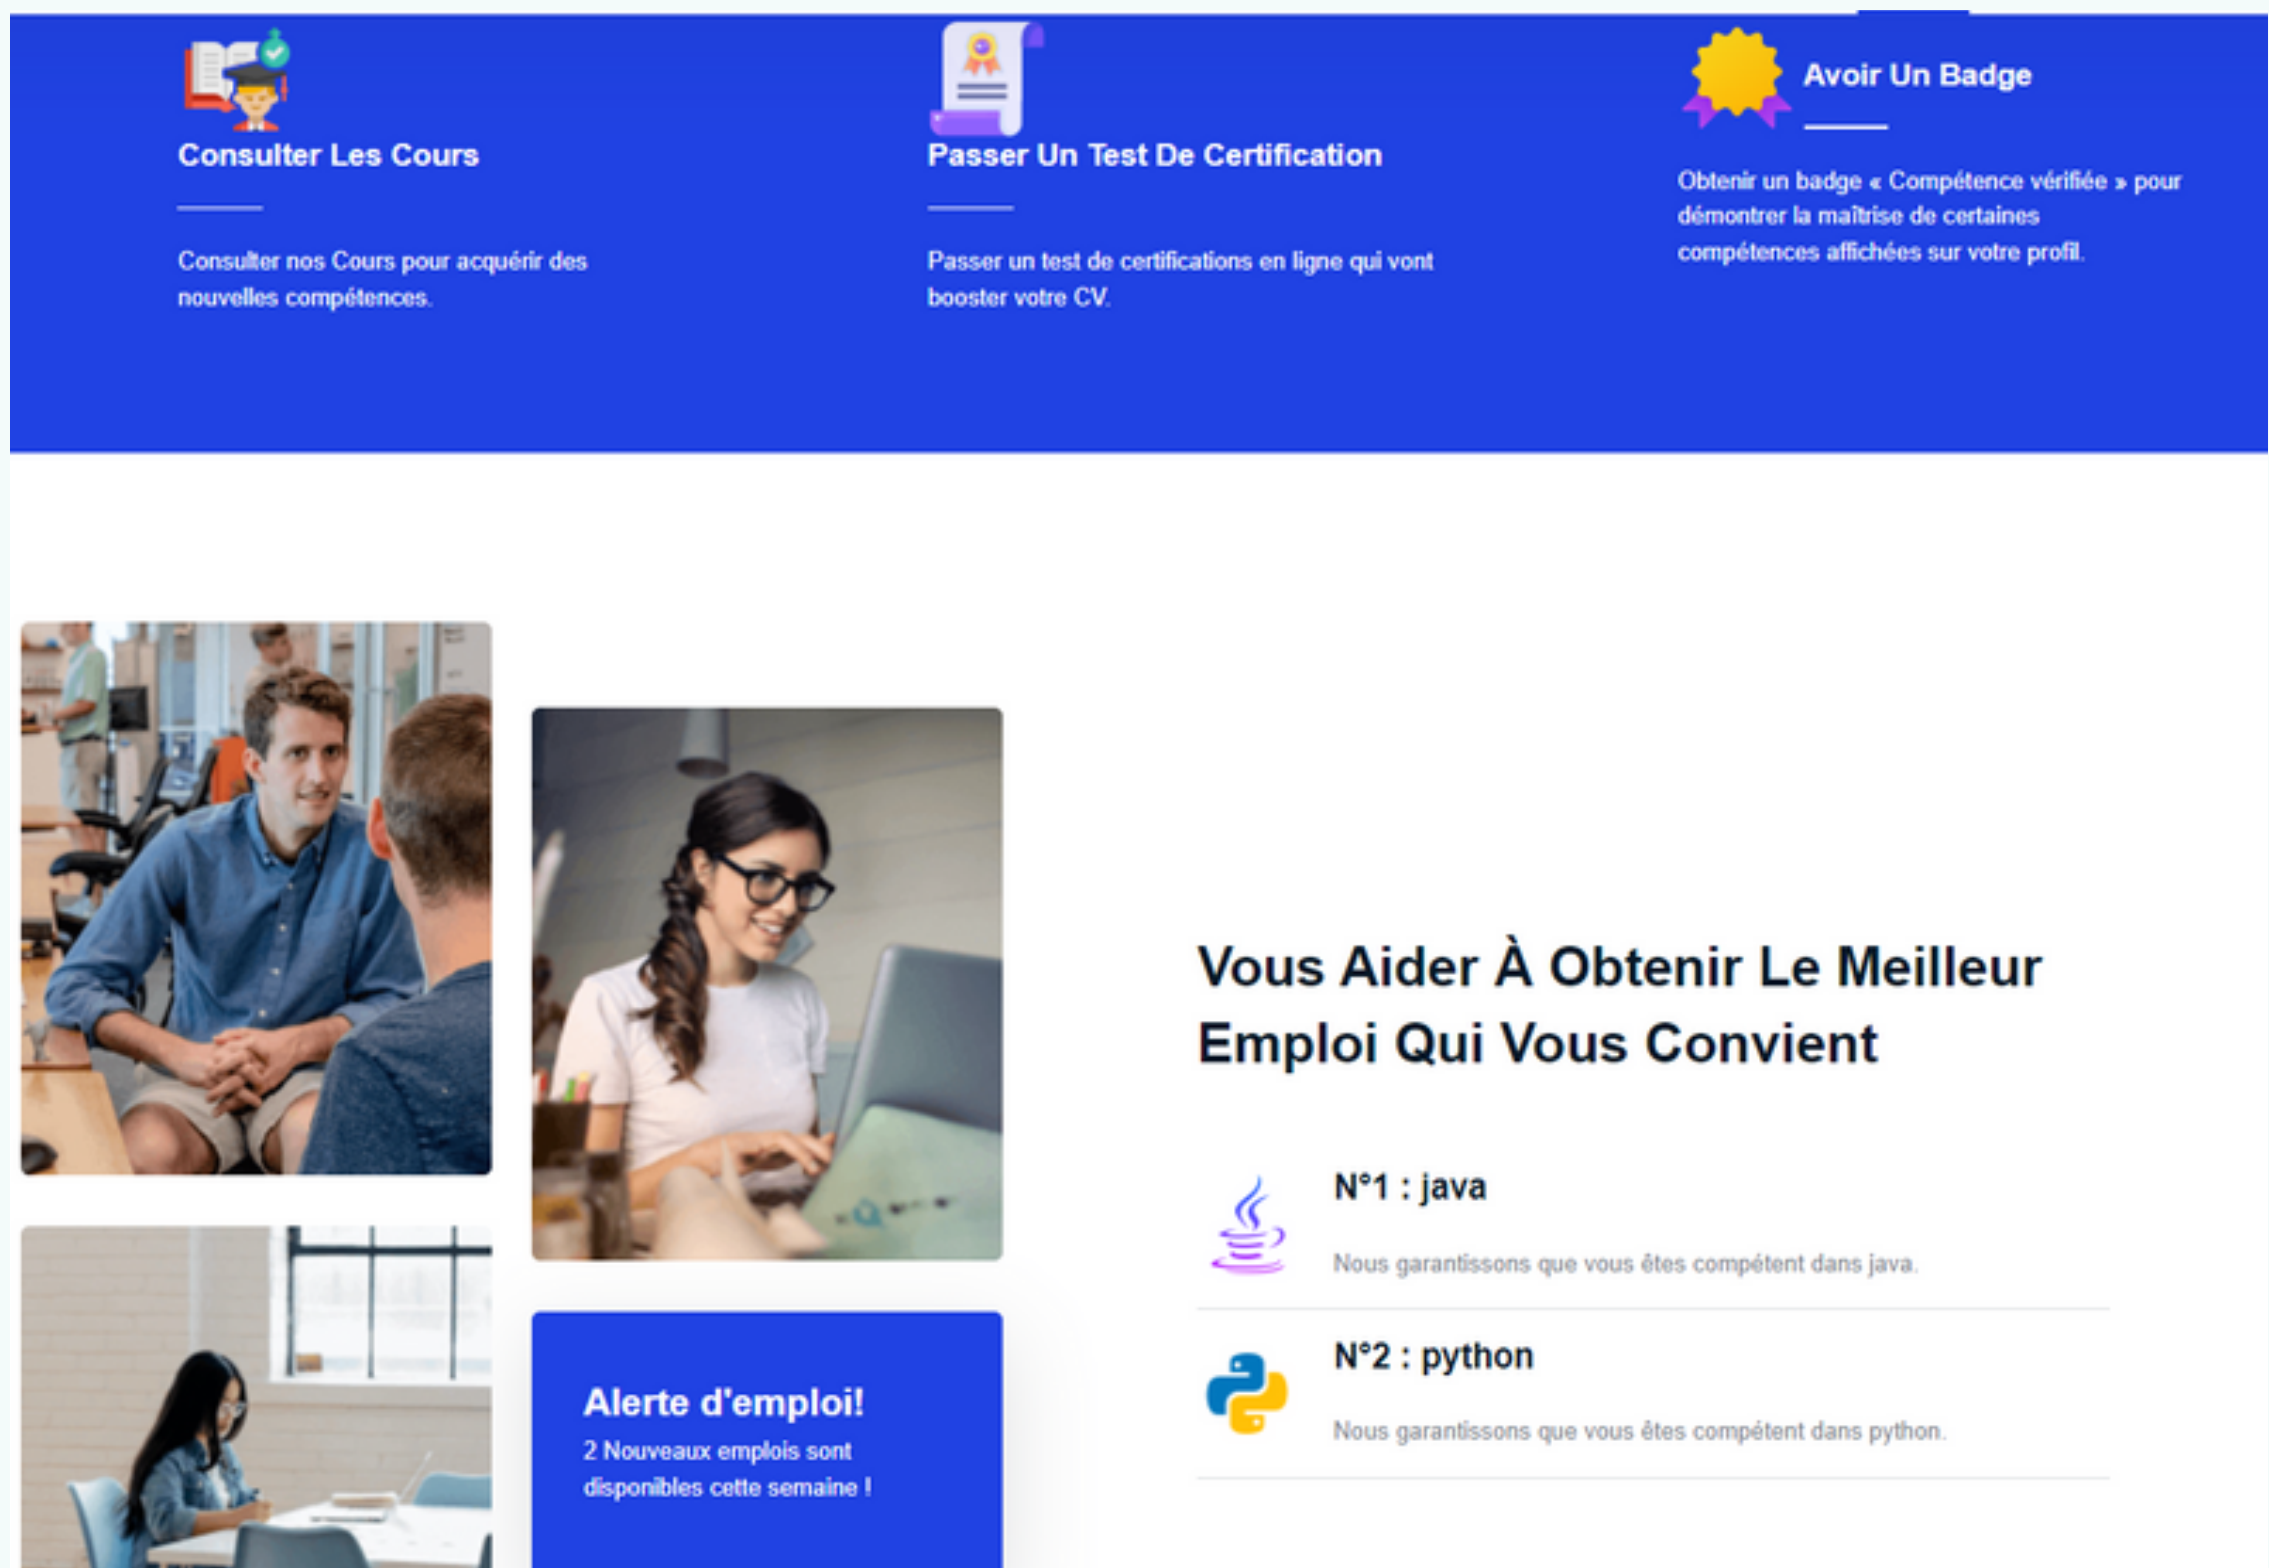 Consulter Les Cours
Consulter nos Cours pour acquérir des
nouvelles compétences.
Passer Un Test De Certification
Passer un test de certifications en ligne qui vont
booster votre CV.
Avoir Un Badge
Obtenir un badge « Compétence vérifiée » pour
démontrer la maîtrise de certaines
compétences affichées sur votre profil.
Vous Aider À Obtenir Le Meilleur
Emploi Qui Vous Convient
N°1 : java
Nous garantissons que vous êtes compétent dans java.
N°2 : python
Nous garantissons que vous êtes compétent dans python.
Alerte d'emploi!
2 Nouveaux emplois sont
disponibles cette semaine !